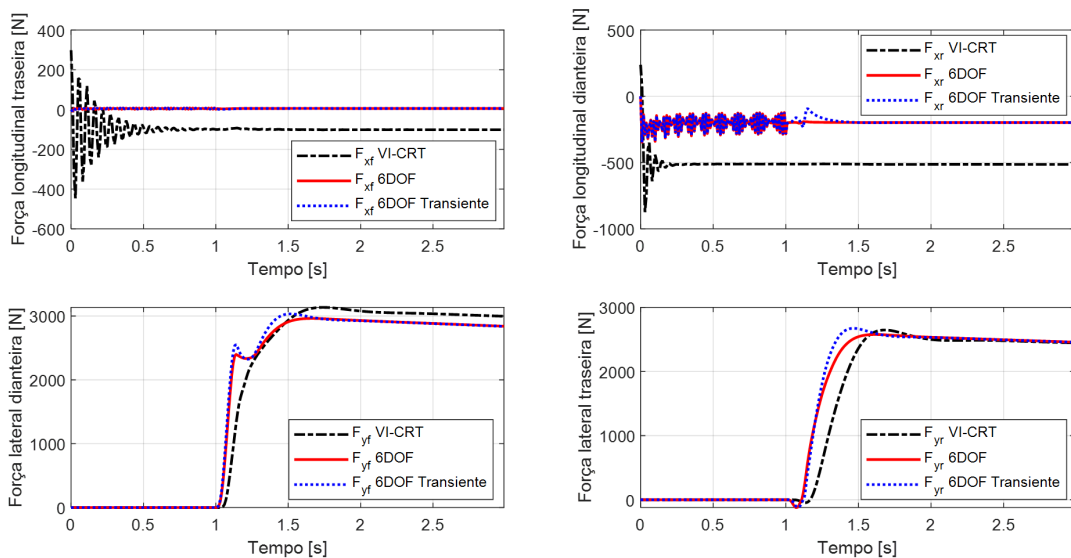 Força longitudinal traseira [N]
400
200
0
-200
-400
-600
F_xf VI-CRT
F_xf 6DOF
F_xf 6DOF Transiente
0 0.5 1 1.5 2 2.5
Tempo [s]
Força longitudinal dianteira [N]
500
0
-500
-1000
F_xr VI-CRT
F_xr 6DOF
F_xr 6DOF Transiente
0 0.5 1 1.5 2 2.5
Tempo [s]
Força lateral dianteira [N]
3000
2000
1000
0
F_yf VI-CRT
F_yf 6DOF
F_yf 6DOF Transiente
0 0.5 1 1.5 2 2.5
Tempo [s]
Força lateral traseira [N]
3000
2000
1000
0
F_yr VI-CRT
F_yr 6DOF
F_yr 6DOF Transiente
0 0.5 1 1.5 2 2.5
Tempo [s]